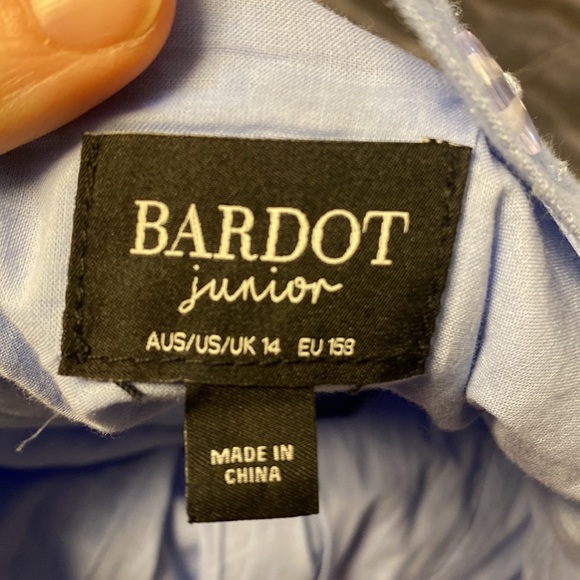 BARDOT
junior
AUS/US/UK 14 EU 158
MADE IN
CHINA